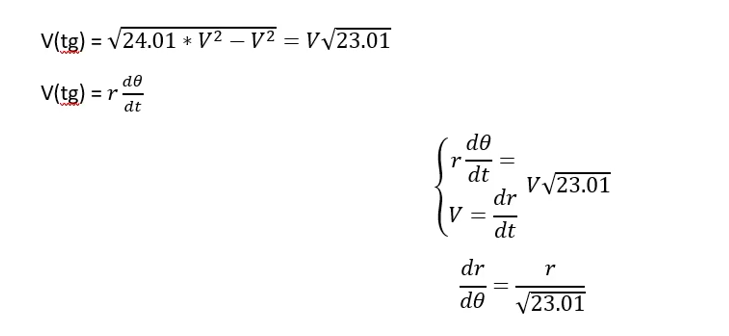 V(tg) = √(24.01 * V² – V²) = V√23.01
V(tg) = r dθ/dt
{ r dθ/dt = V√23.01
V = dr/dt
dr/dθ = r/√23.01